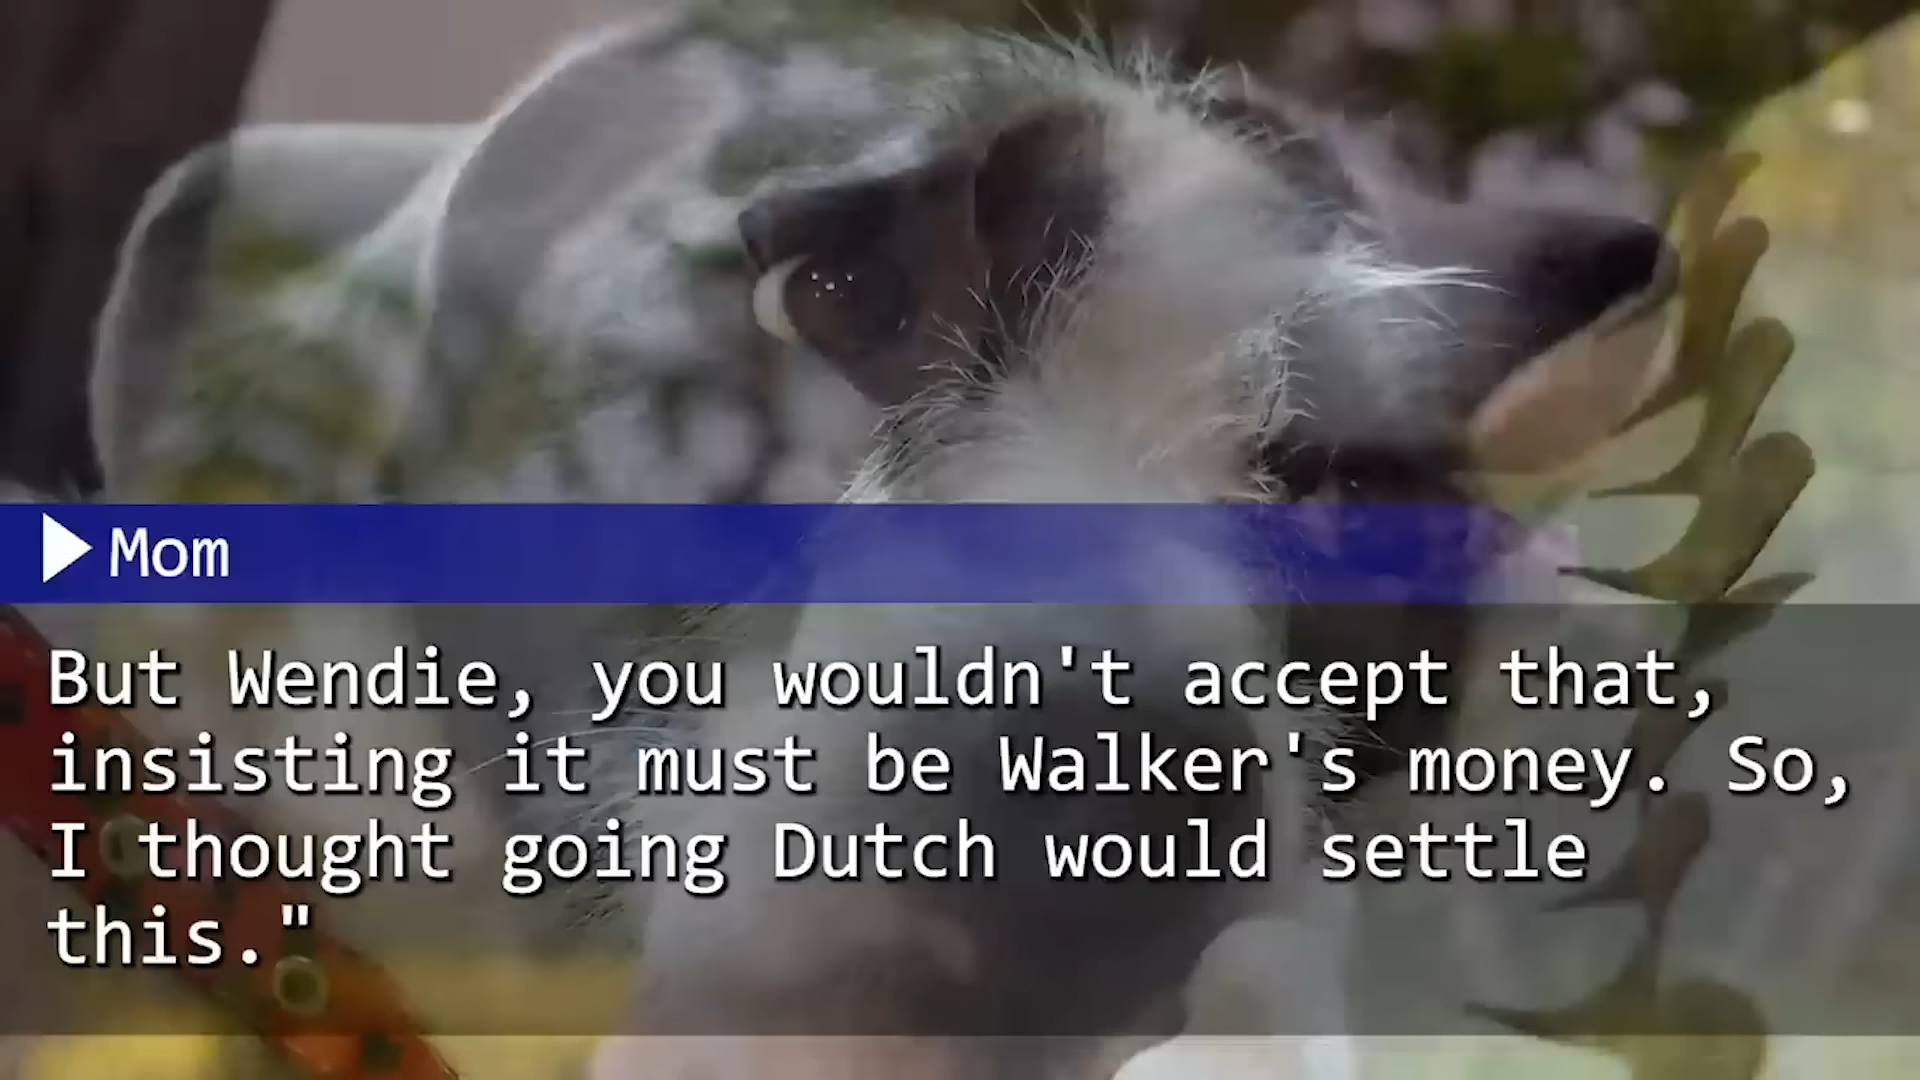 Mom
But Wendie, you wouldn't accept that,
insisting it must be Walker's money. So,
I thought going Dutch would settle
this."